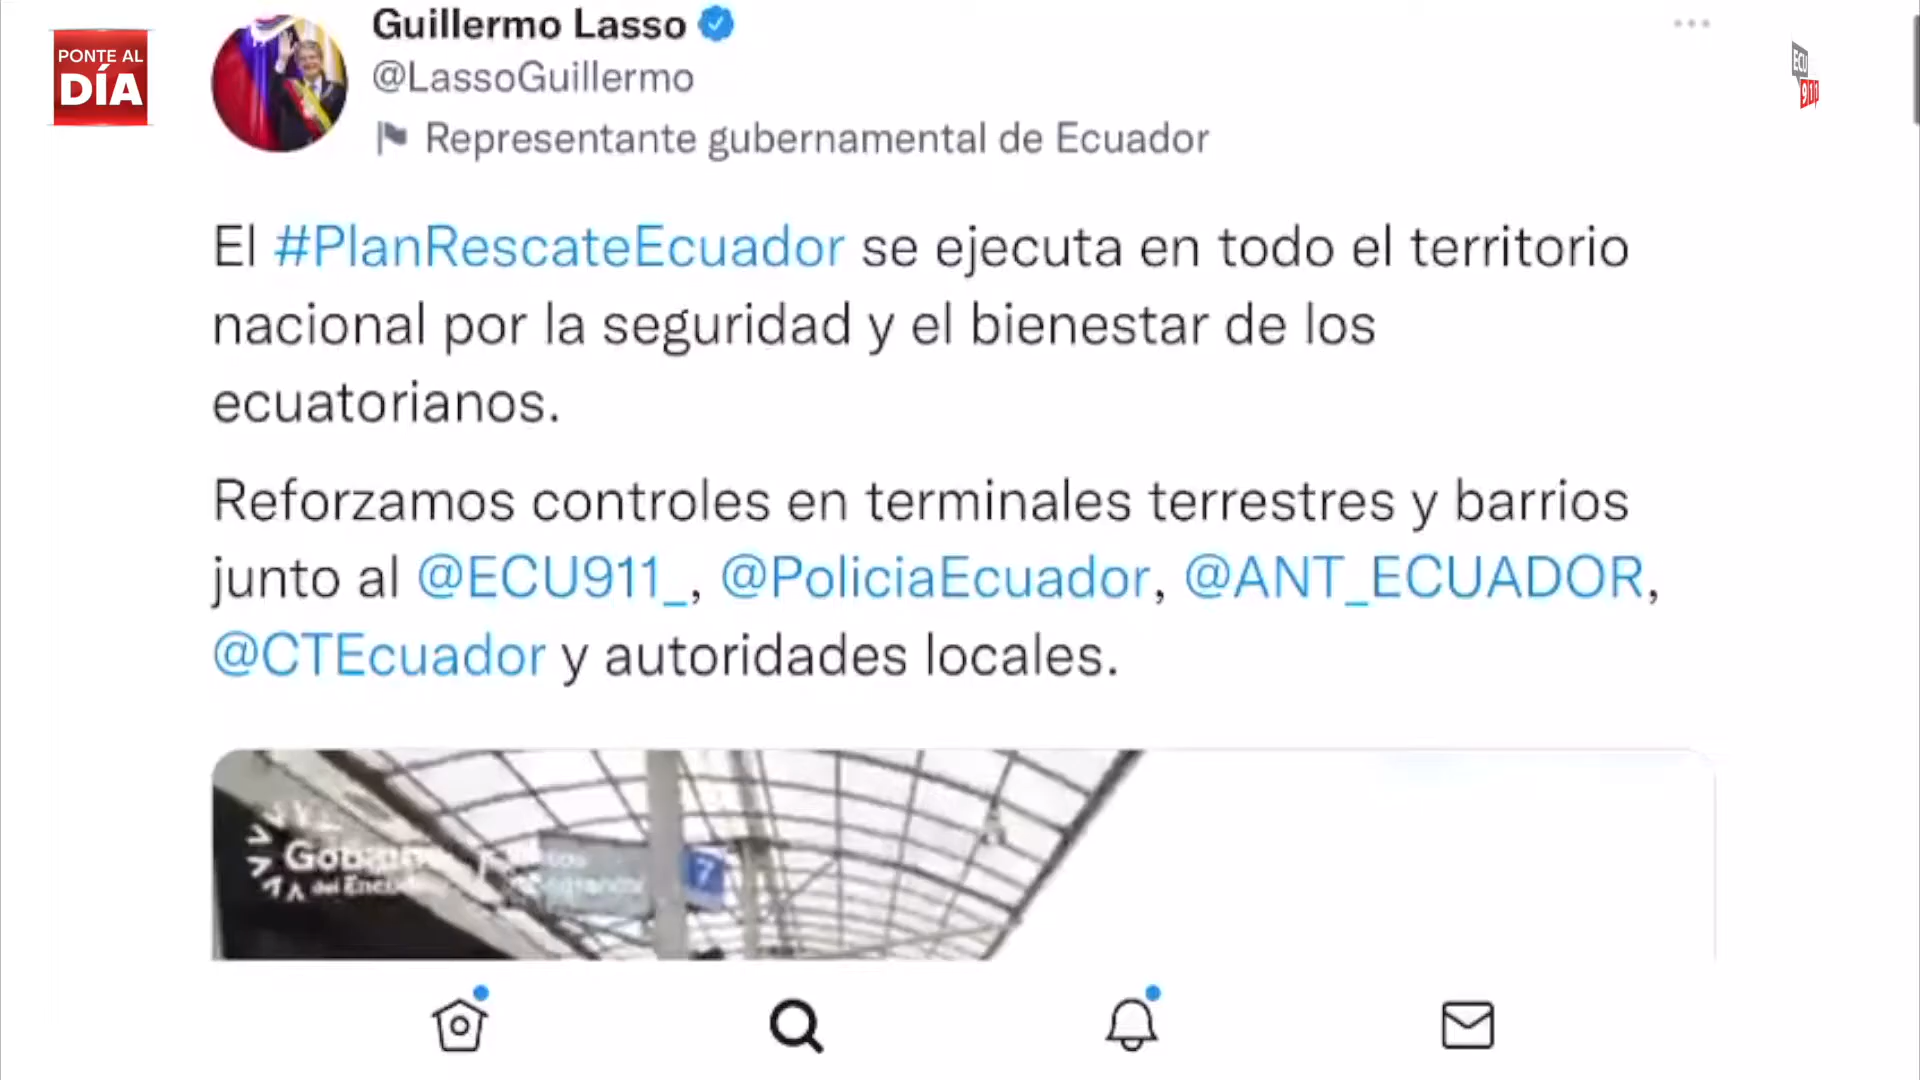 PONTE AL
DÍA
Guillermo Lasso
@LassoGuillermo
Representante gubernamental de Ecuador
ECU
911
El #PlanRescateEcuador se ejecuta en todo el territorio
nacional por la seguridad y el bienestar de los
ecuatorianos.
Reforzamos controles en terminales terrestres y barrios
junto al @ECU911_, @PoliciaEcuador, @ANT_ECUADOR,
@CTEcuador y autoridades locales.
7